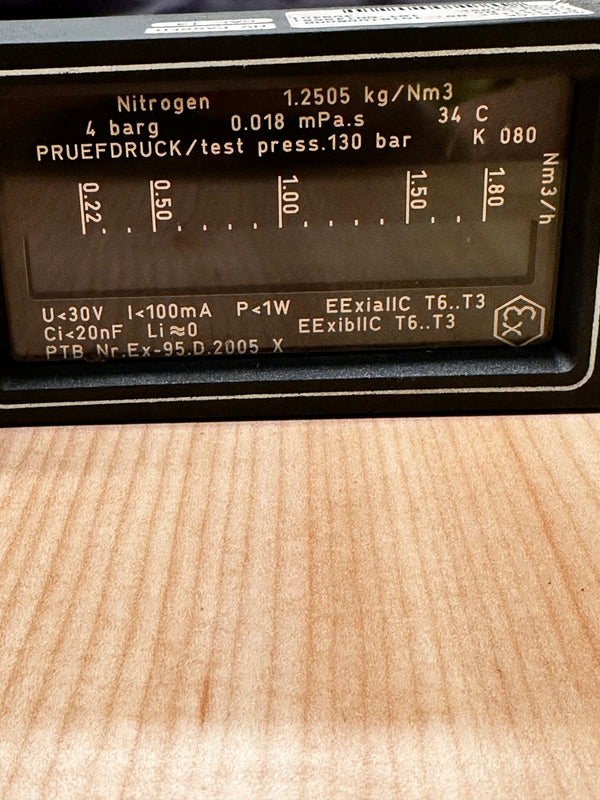 Nitrogen 1.2505 kg/Nm3
4 barg 0.018 mPa.s 34 C
PRUEFDRUCK/test press.130 bar K 080
0.22 0.50 1.00 1.50 1.80 Nm3/h
U<30V I<100mA P<1W EExiaIIC T6..T3
Ci<20nF Li≈0 EExibIIC T6..T3
PTB Nr.Ex-95.D.2005 X
εx